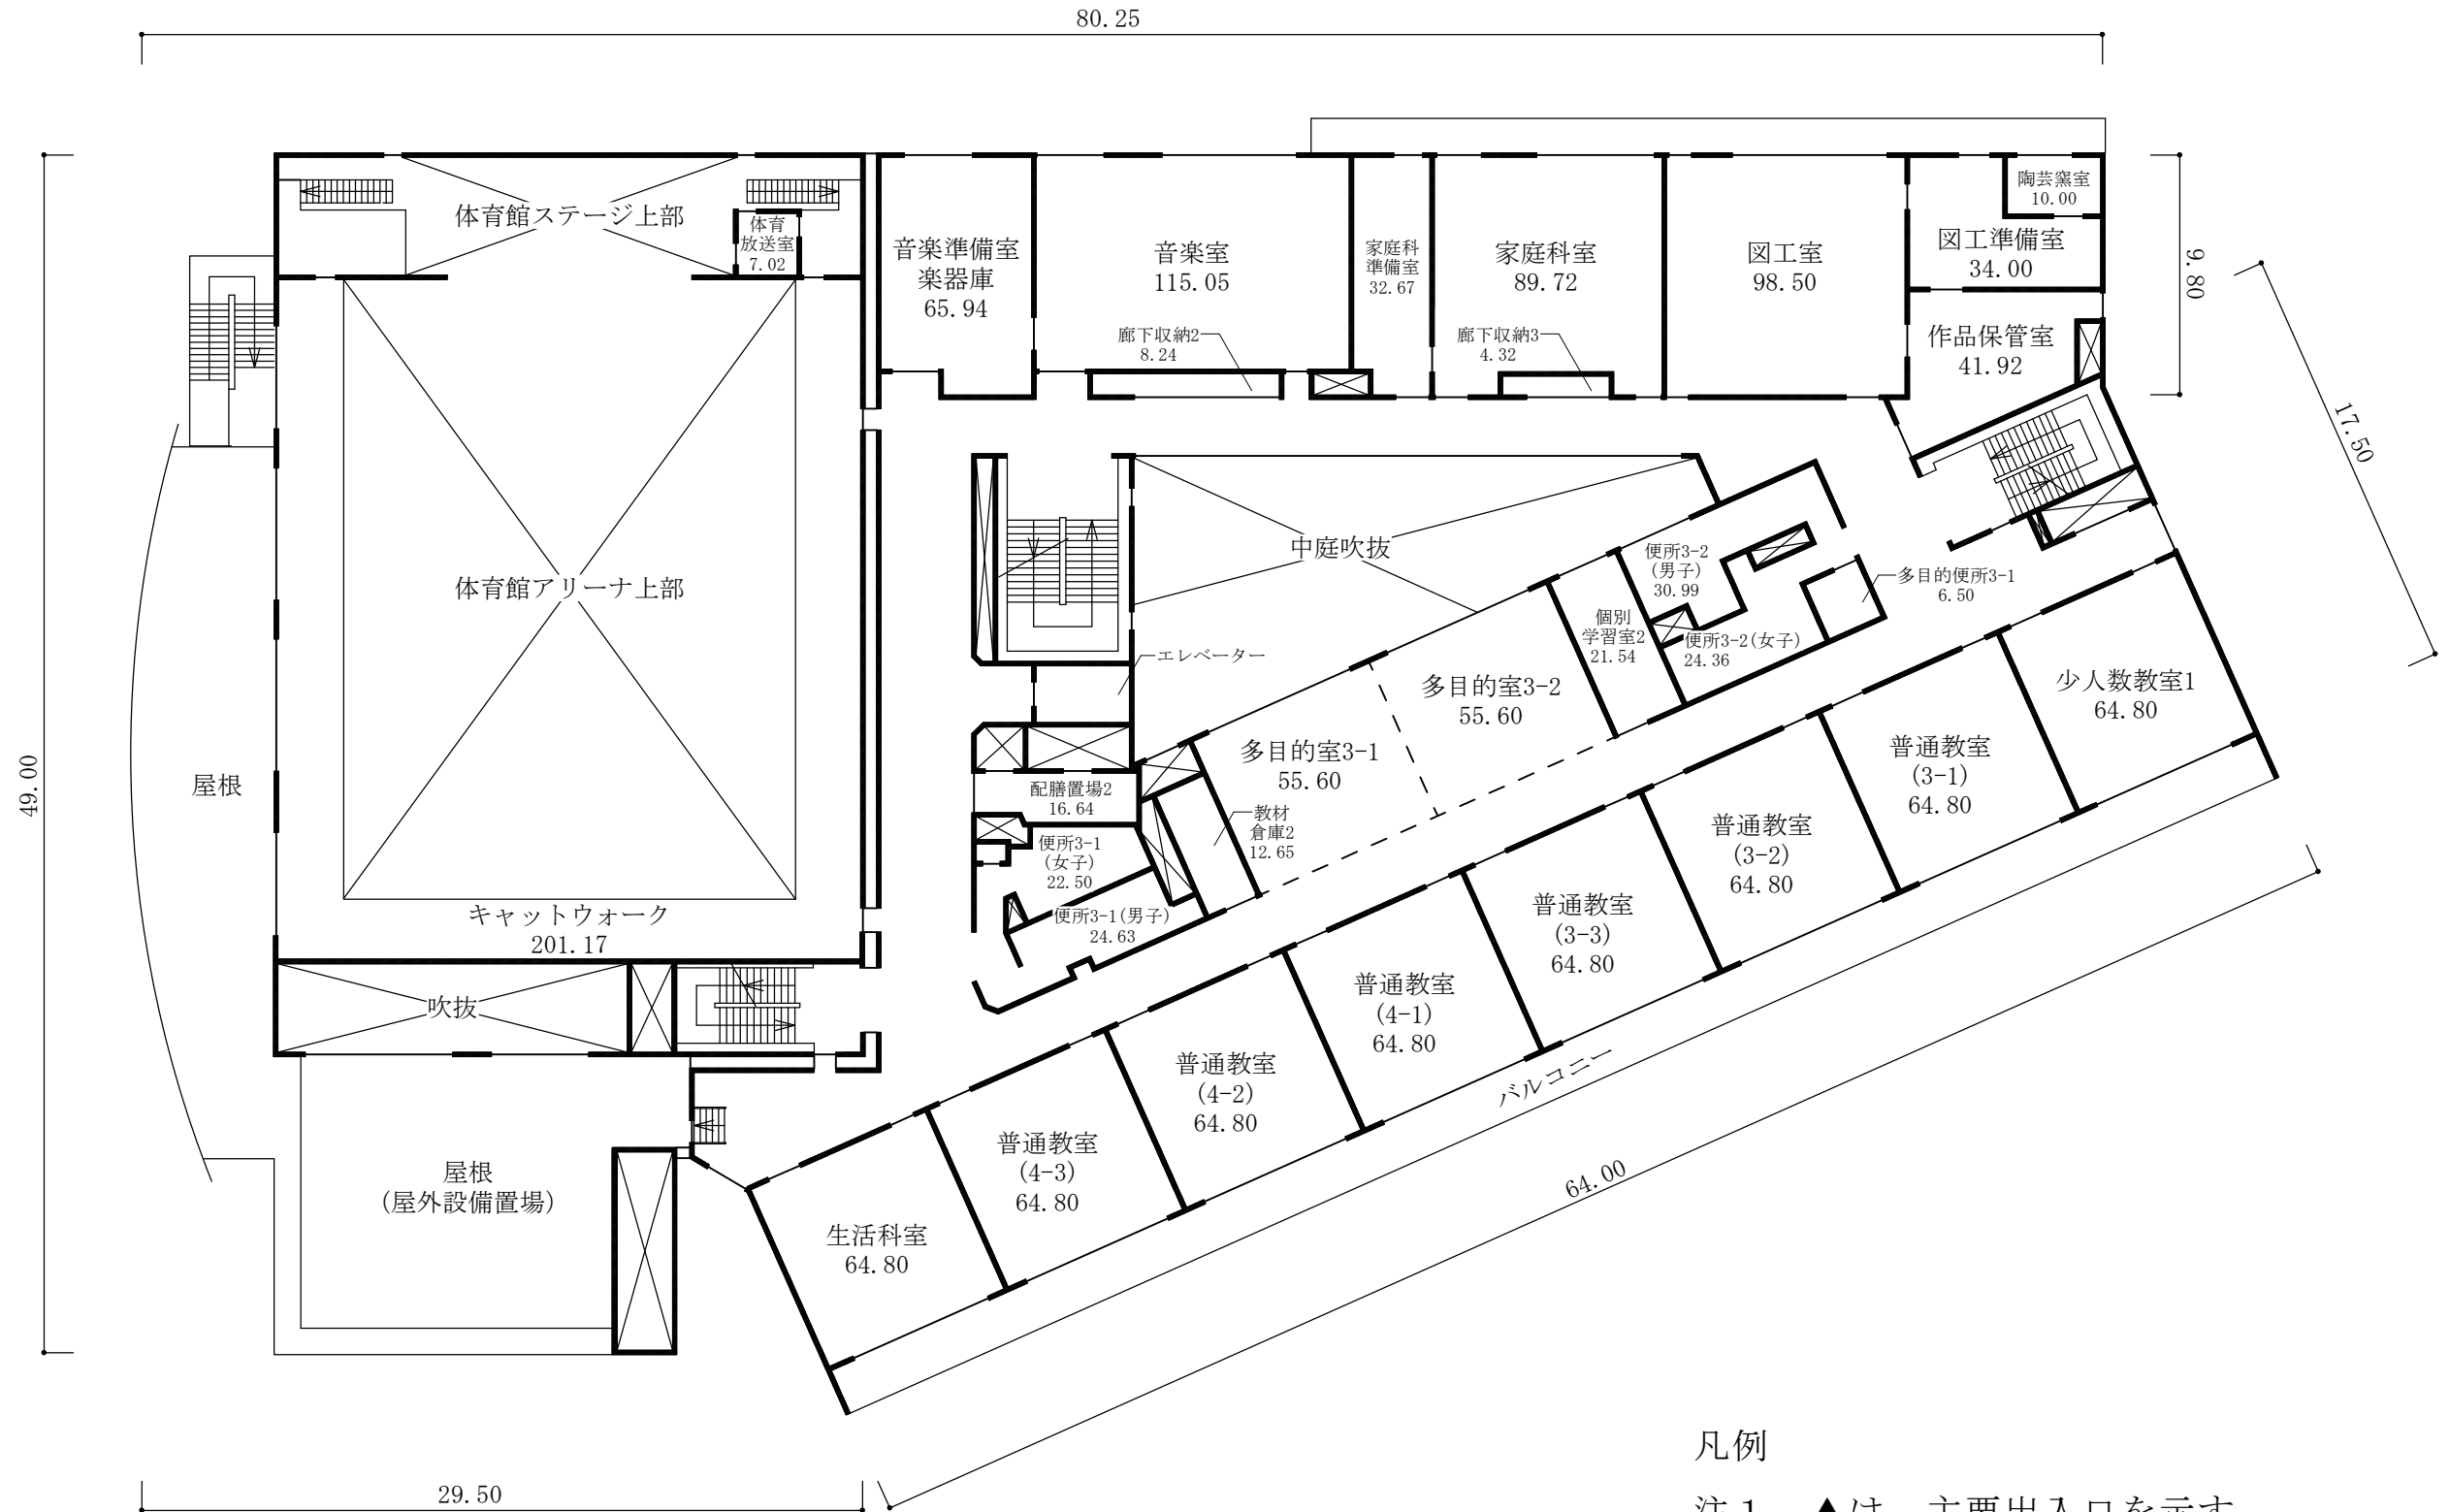 80.25
49.00
体育館ステージ上部
体育
放送室
7.02
音楽準備室
楽器庫
65.94
音楽室
115.05
家庭科
準備室
32.67
家庭科室
89.72
図工室
98.50
陶芸窯室
10.00
図工準備室
34.00
9.80
17.50
廊下収納2
8.24
廊下収納3
4.32
作品保管室
41.92
体育館アリーナ上部
中庭吹抜
便所3-2
(男子)
30.99
多目的便所3-1
6.50
個別
学習室2
21.54
便所3-2(女子)
24.36
エレベーター
多目的室3-2
55.60
少人数教室1
64.80
多目的室3-1
55.60
普通教室
(3-1)
64.80
屋根
配膳置場2
16.64
教材
倉庫2
12.65
普通教室
(3-2)
64.80
便所3-1
(女子)
22.50
キャットウォーク
201.17
便所3-1(男子)
24.63
普通教室
(3-3)
64.80
吹抜
普通教室
(4-1)
64.80
普通教室
(4-2)
64.80
バルコニー
普通教室
(4-3)
64.80
屋根
(屋外設備置場)
64.00
生活科室
64.80
29.50
凡例
注1 ▲は、主要出入口を示す